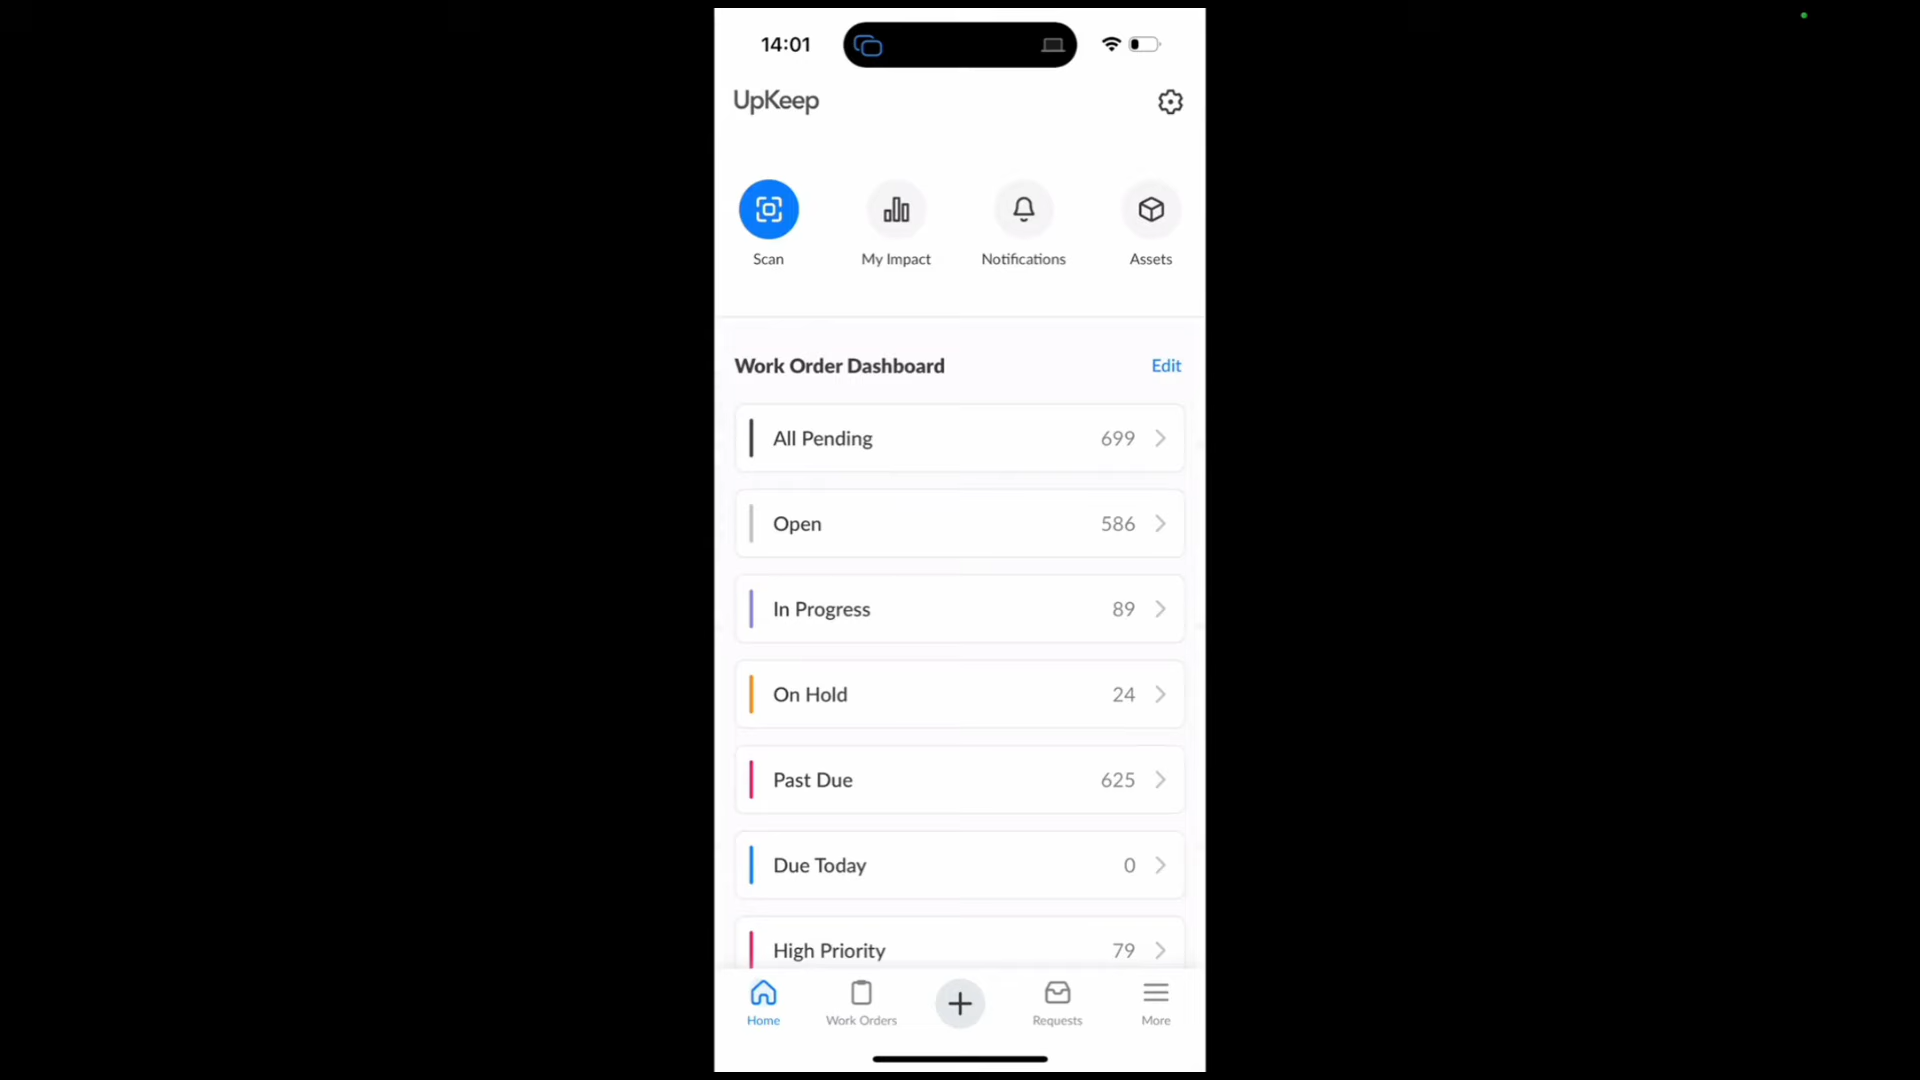 14:01
UpKeep
Scan
My Impact
Notifications
Assets
Work Order Dashboard
Edit
All Pending 699
Open 586
In Progress 89
On Hold 24
Past Due 625
Due Today 0
High Priority 79
Home
Work Orders
Requests
More